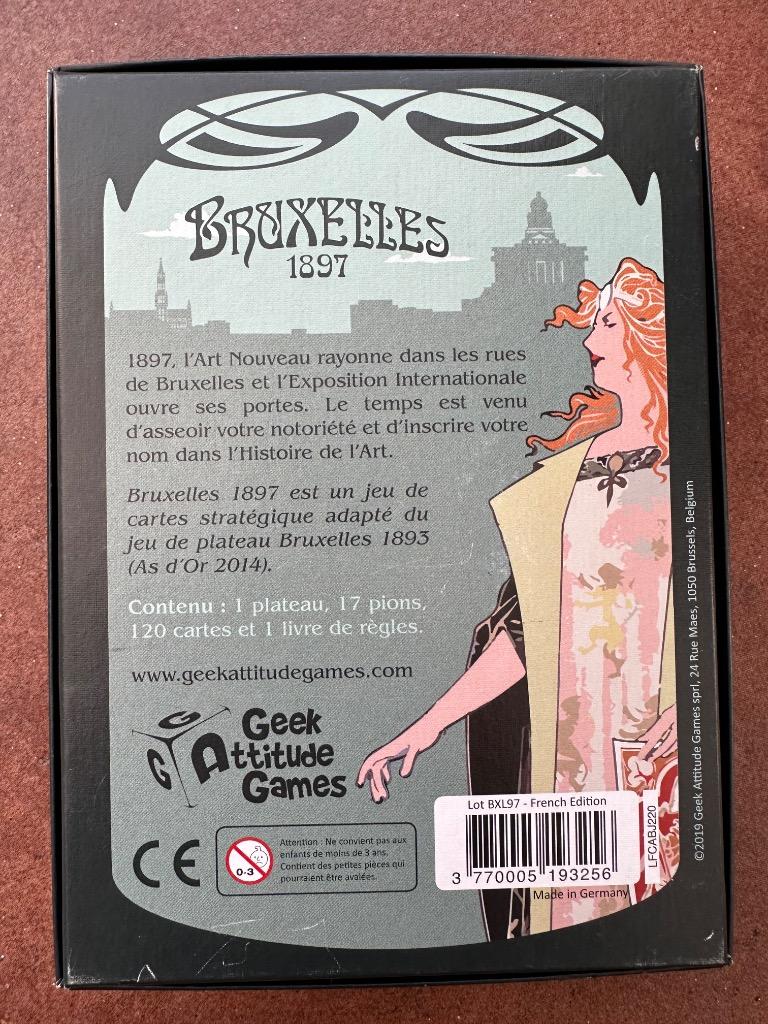 BRUXELLES
1897
1897, l'Art Nouveau rayonne dans les rues
de Bruxelles et l'Exposition Internationale
ouvre ses portes. Le temps est venu
d'asseoir votre notoriété et d'inscrire votre
nom dans l'Histoire de l'Art.
Bruxelles 1897 est un jeu de
cartes stratégique adapté du
jeu de plateau Bruxelles 1893
(As d'Or 2014).
Contenu : 1 plateau, 17 pions,
120 cartes et 1 livre de règles.
www.geekattitudegames.com
G G
Geek
Attitude
Games
CE
0-3
Attention : Ne convient pas aux
enfants de moins de 3 ans.
Contient des petites pièces qui
pourraient être avalées.
Lot BXL97 - French Edition
3 770005 193256
LFCABJ220
Made in Germany
©2019 Geek Attitude Games sprl, 24 Rue Maes, 1050 Brussels, Belgium